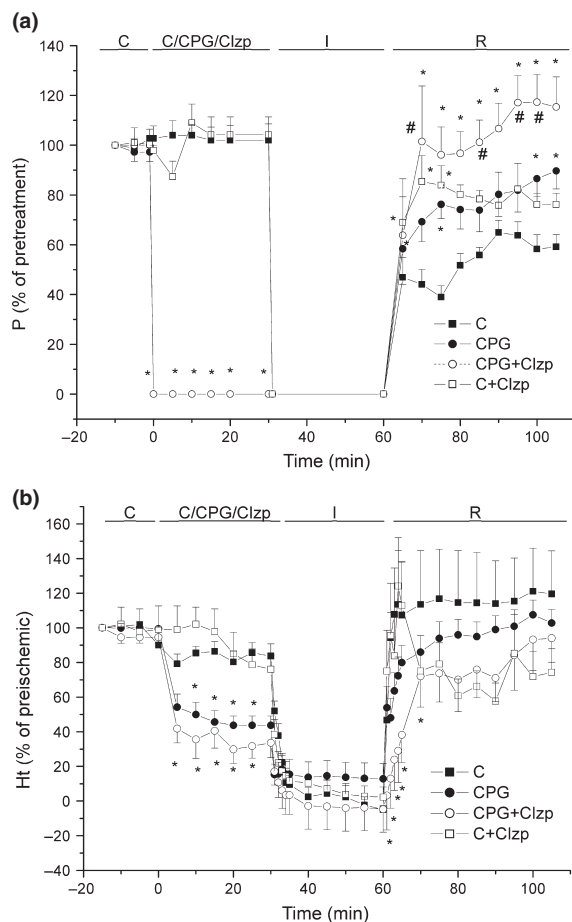 (a)
C C/CPG/Clzp I R
140
120
100
80
60
40
20
0
P (% of pretreatment)
* * * * * *
* * * * * * * * * * * * * *
# # # #
C
CPG
CPG+Clzp
C+Clzp
–20 0 20 40 60 80 100
Time (min)
(b)
C C/CPG/Clzp I R
160
140
120
100
80
60
40
20
0
–20
–40
Ht (% of preischemic)
* * * *
* * * * *
* * * * *
C
CPG
CPG+Clzp
C+Clzp
–20 0 20 40 60 80 100
Time (min)